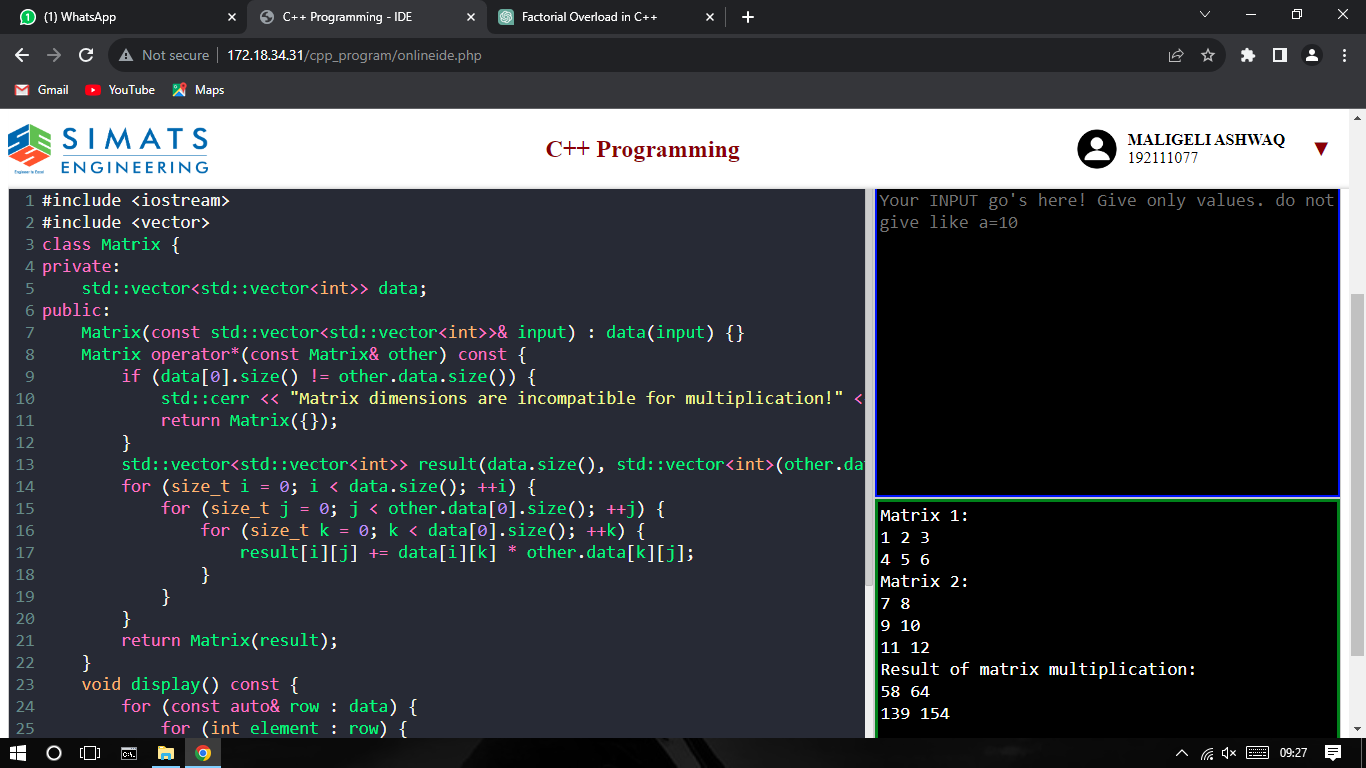 (1) WhatsApp
C++ Programming - IDE
Factorial Overload in C++
Not secure 172.18.34.31/cpp_program/onlineide.php
Gmail
YouTube
Maps
SIMATS
ENGINEERING
Engineer to Excel
C++ Programming
MALIGELI ASHWAQ
192111077
1 #include <iostream>
2 #include <vector>
3 class Matrix {
4 private:
5     std::vector<std::vector<int>> data;
6 public:
7     Matrix(const std::vector<std::vector<int>>& input) : data(input) {}
8     Matrix operator*(const Matrix& other) const {
9         if (data[0].size() != other.data.size()) {
10             std::cerr << "Matrix dimensions are incompatible for multiplication!" <
11             return Matrix({});
12         }
13         std::vector<std::vector<int>> result(data.size(), std::vector<int>(other.da
14         for (size_t i = 0; i < data.size(); ++i) {
15             for (size_t j = 0; j < other.data[0].size(); ++j) {
16                 for (size_t k = 0; k < data[0].size(); ++k) {
17                     result[i][j] += data[i][k] * other.data[k][j];
18                 }
19             }
20         }
21         return Matrix(result);
22     }
23     void display() const {
24         for (const auto& row : data) {
25             for (int element : row) {
Your INPUT go's here! Give only values. do not
give like a=10
Matrix 1:
1 2 3
4 5 6
Matrix 2:
7 8
9 10
11 12
Result of matrix multiplication:
58 64
139 154
09:27